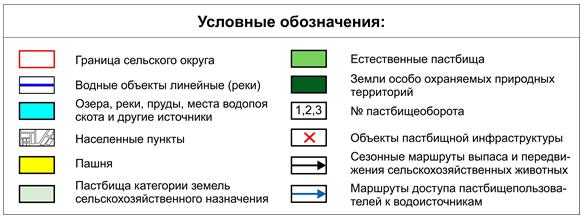 Условные обозначения:
Граница сельского округа
Водные объекты линейные (реки)
Озера, реки, пруды, места водопоя
скота и другие источники
Населенные пункты
Пашня
Пастбища категории земель
сельскохозяйственного назначения
Естественные пастбища
Земли особо охраняемых природных
территорий
1,2,3 № пастбищеоборота
Объекты пастбищной инфраструктуры
Сезонные маршруты выпаса и передви-
жения сельскохозяйственных животных
Маршруты доступа пастбищепользова-
телей к водоисточникам